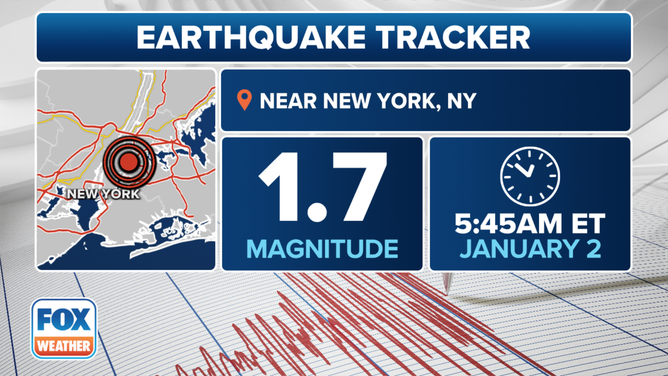 EARTHQUAKE TRACKER
NEW YORK
NEAR NEW YORK, NY
1.7
MAGNITUDE
5:45AM ET
JANUARY 2
FOX
WEATHER